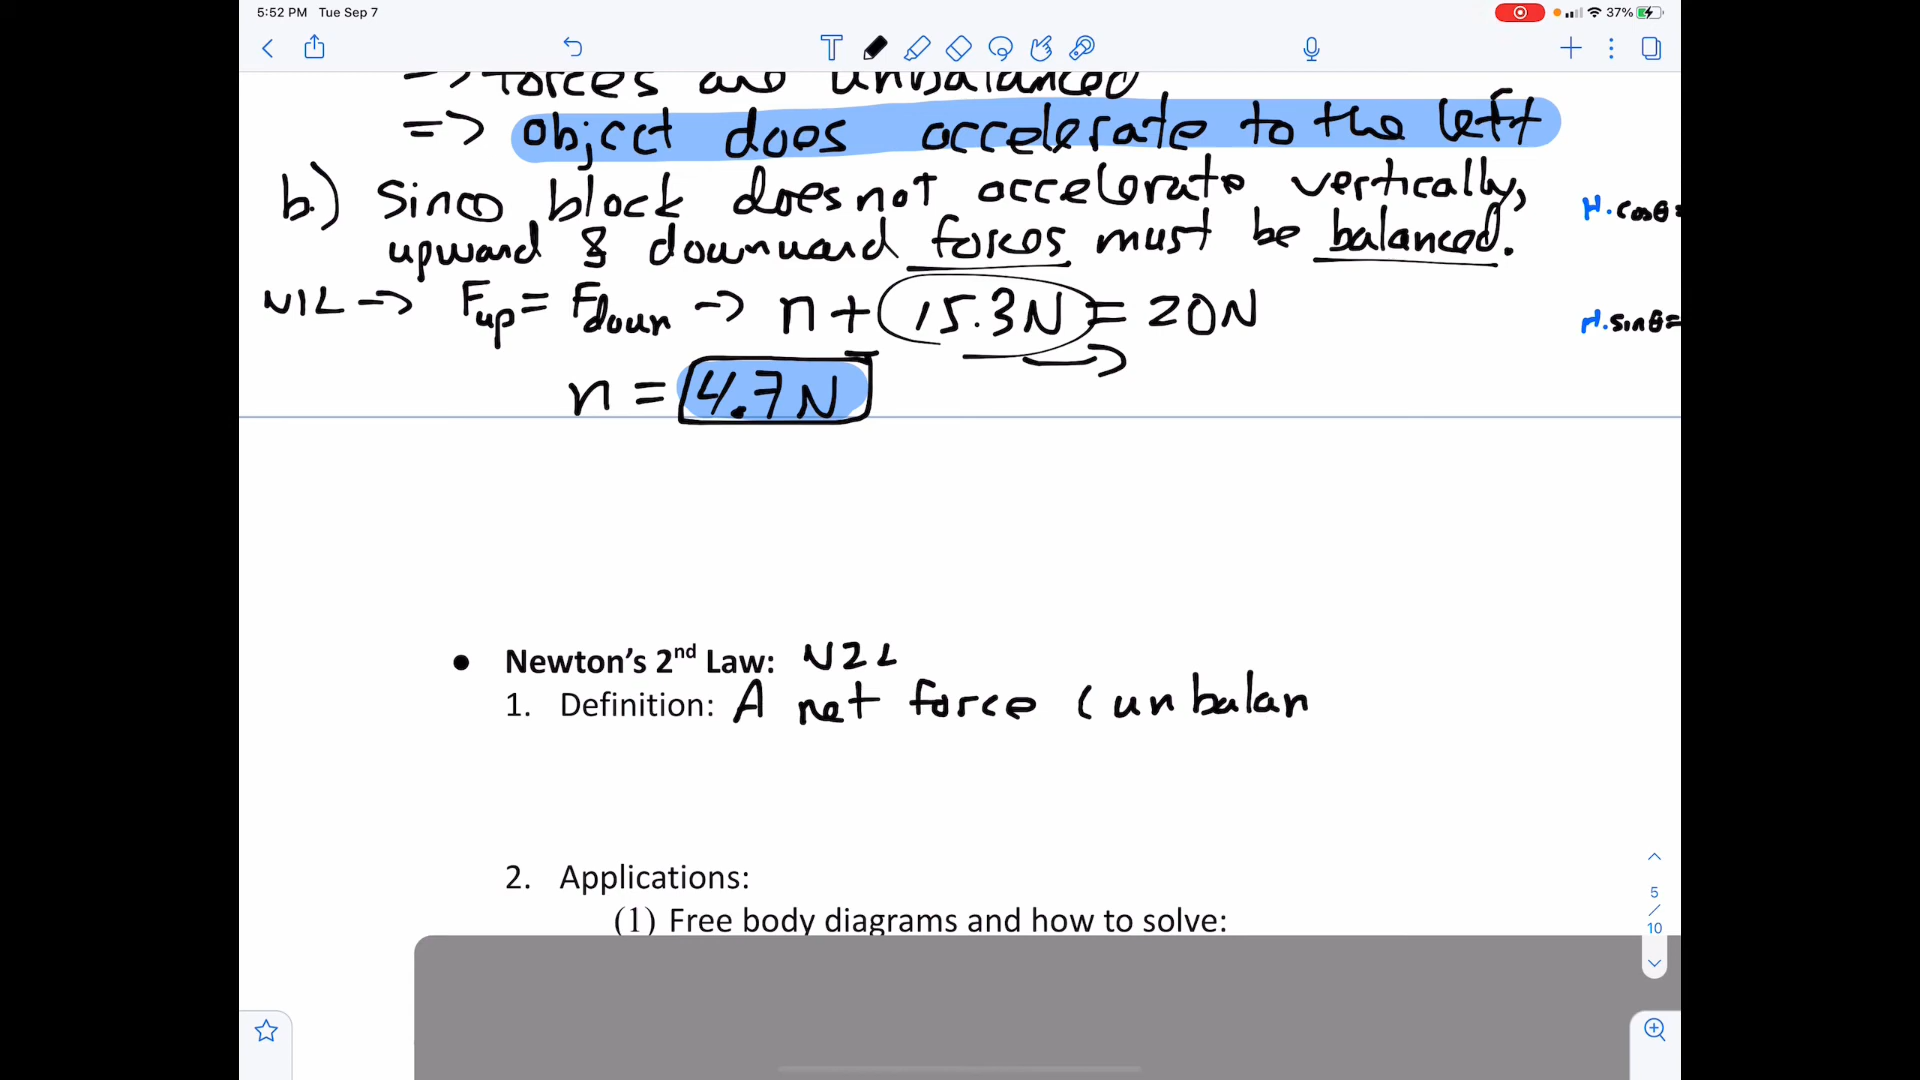 5:52 PM Tue Sep 7
37%
=> forces are unbalanced
=> object does accelerate to the left
b.) Since block does not accelerate vertically,
H.cosθ=
upward & downward forces must be balanced.
N1L -> Fup = Fdown -> n + 15.3N = 20N
H.sinθ=
n = 4.7N
• Newton's 2nd Law: N2L
1. Definition: A net force (unbalan
2. Applications:
(1) Free body diagrams and how to solve:
5
/
10